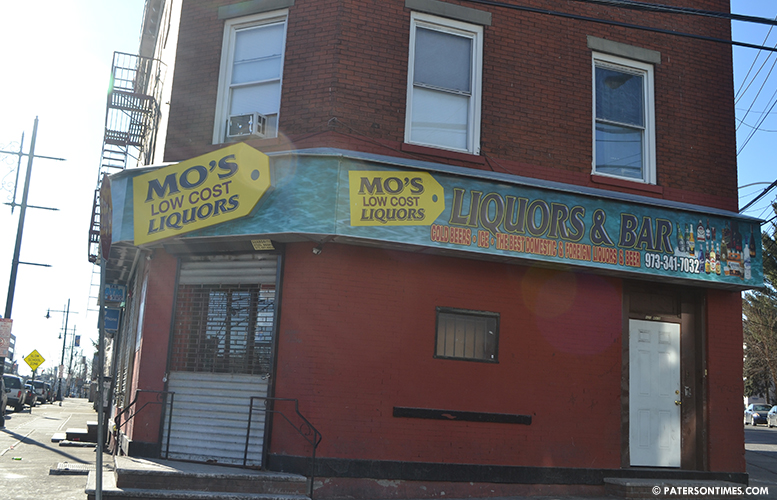 MO'S
LOW COST
LIQUORS
MO'S
LOW COST
LIQUORS
LIQUORS & BAR
COLD BEERS - ICE - THE BEST DOMESTIC & FOREIGN LIQUORS & BEER
973-341-7032
© PATERSONTIMES.COM